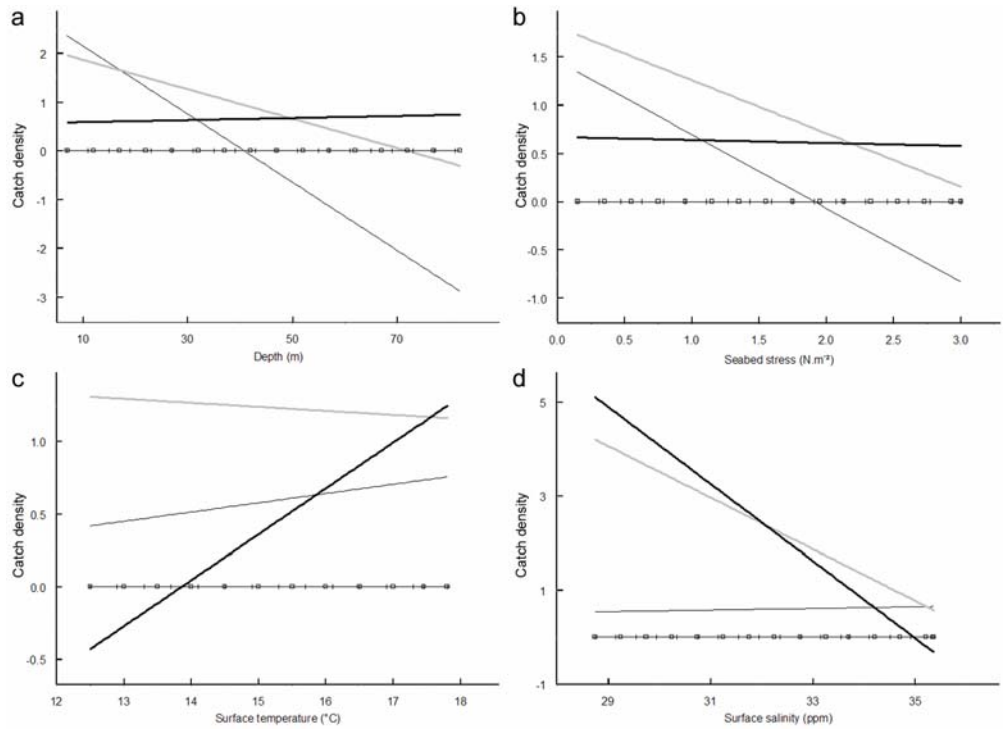 a
Catch density
2
1
0
-1
-2
-3
10 30 50 70
Depth (m)
b
Catch density
1.5
1.0
0.5
0.0
-0.5
-1.0
0.0 0.5 1.0 1.5 2.0 2.5 3.0
Seabed stress (N.m⁻²)
c
Catch density
1.0
0.5
0.0
-0.5
12 13 14 15 16 17 18
Surface temperature (°C)
d
Catch density
5
3
1
-1
29 31 33 35
Surface salinity (ppm)